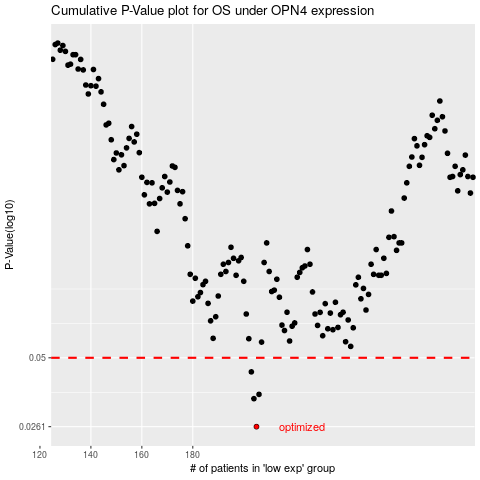 Cumulative P-Value plot for OS under OPN4 expression
P-Value(log10)
0.05
0.0261
optimized
120 140 160 180
# of patients in 'low exp' group